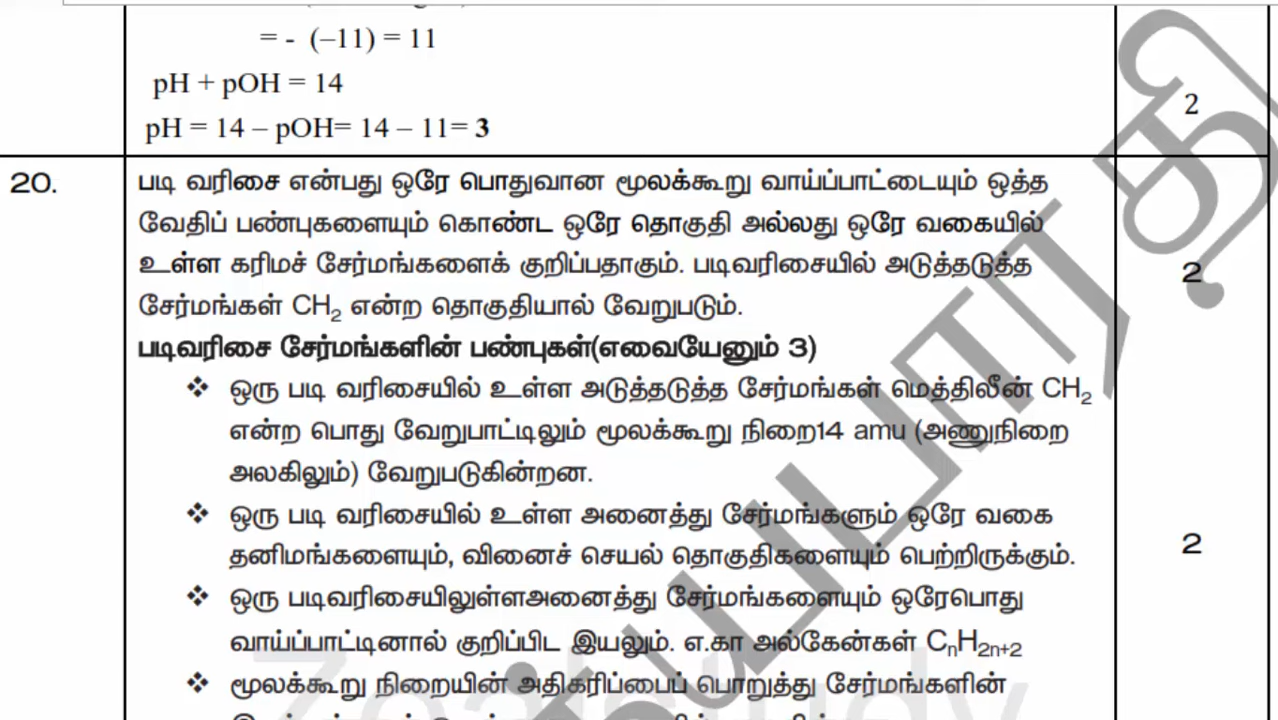 = - (–11) = 11
pH + pOH = 14
pH = 14 – pOH= 14 – 11= 3
2
20.
படி வரிசை என்பது ஒரே பொதுவான மூலக்கூறு வாய்ப்பாட்டையும் ஒத்த
வேதிப் பண்புகளையும் கொண்ட ஒரே தொகுதி அல்லது ஒரே வகையில்
உள்ள கரிமச் சேர்மங்களைக் குறிப்பதாகும். படிவரிசையில் அடுத்தடுத்த
சேர்மங்கள் CH₂ என்ற தொகுதியால் வேறுபடும்.
2
படிவரிசை சேர்மங்களின் பண்புகள்(எவையேனும் 3)
❖ ஒரு படி வரிசையில் உள்ள அடுத்தடுத்த சேர்மங்கள் மெத்திலீன் CH₂
என்ற பொது வேறுபாட்டிலும் மூலக்கூறு நிறை14 amu (அணுநிறை
அலகிலும்) வேறுபடுகின்றன.
❖ ஒரு படி வரிசையில் உள்ள அனைத்து சேர்மங்களும் ஒரே வகை
தனிமங்களையும், வினைச் செயல் தொகுதிகளையும் பெற்றிருக்கும்.
2
❖ ஒரு படிவரிசையிலுள்ளஅனைத்து சேர்மங்களையும் ஒரேபொது
வாய்ப்பாட்டினால் குறிப்பிட இயலும். எ.கா அல்கேன்கள் CₙH₂ₙ₊₂
❖ மூலக்கூறு நிறையின் அதிகரிப்பைப் பொறுத்து சேர்மங்களின்